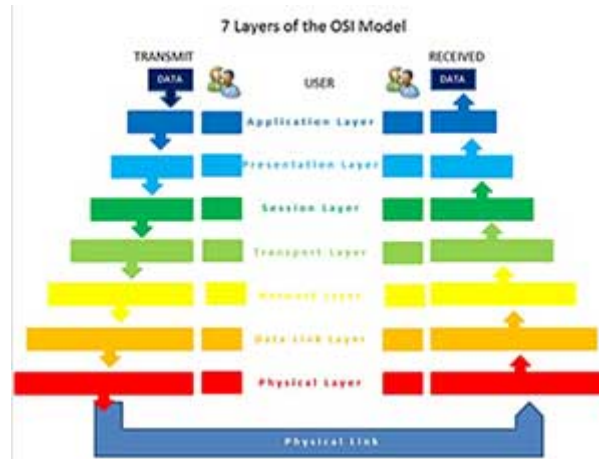 7 Layers of the OSI Model
TRANSMIT
RECEIVED
DATA
USER
DATA
Application Layer
Presentation Layer
Session Layer
Transport Layer
Network Layer
Data Link Layer
Physical Layer
Physical Link